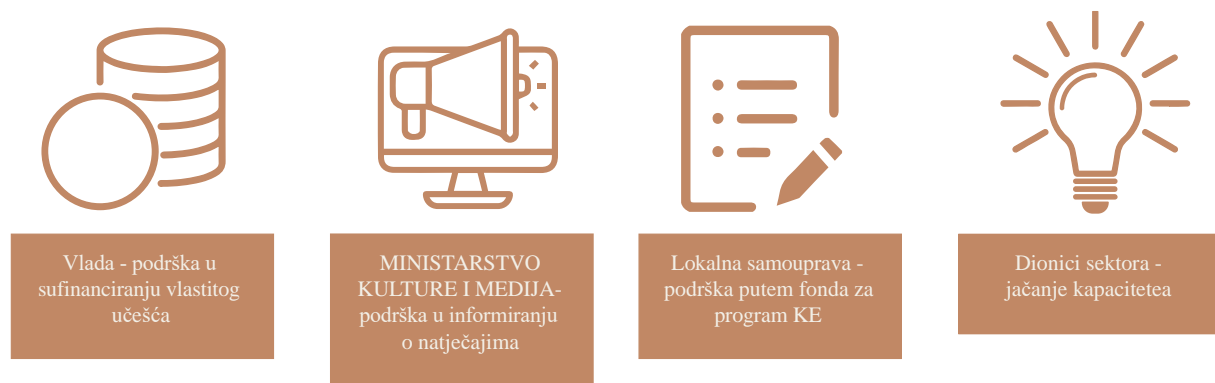 Vlada - podrška u
sufinanciranju vlastitog
učešća
MINISTARSTVO
KULTURE I MEDIJA-
podrška u informiranju
o natječajima
Lokalna samouprava -
podrška putem fonda za
program KE
Dionici sektora -
jačanje kapacitetea